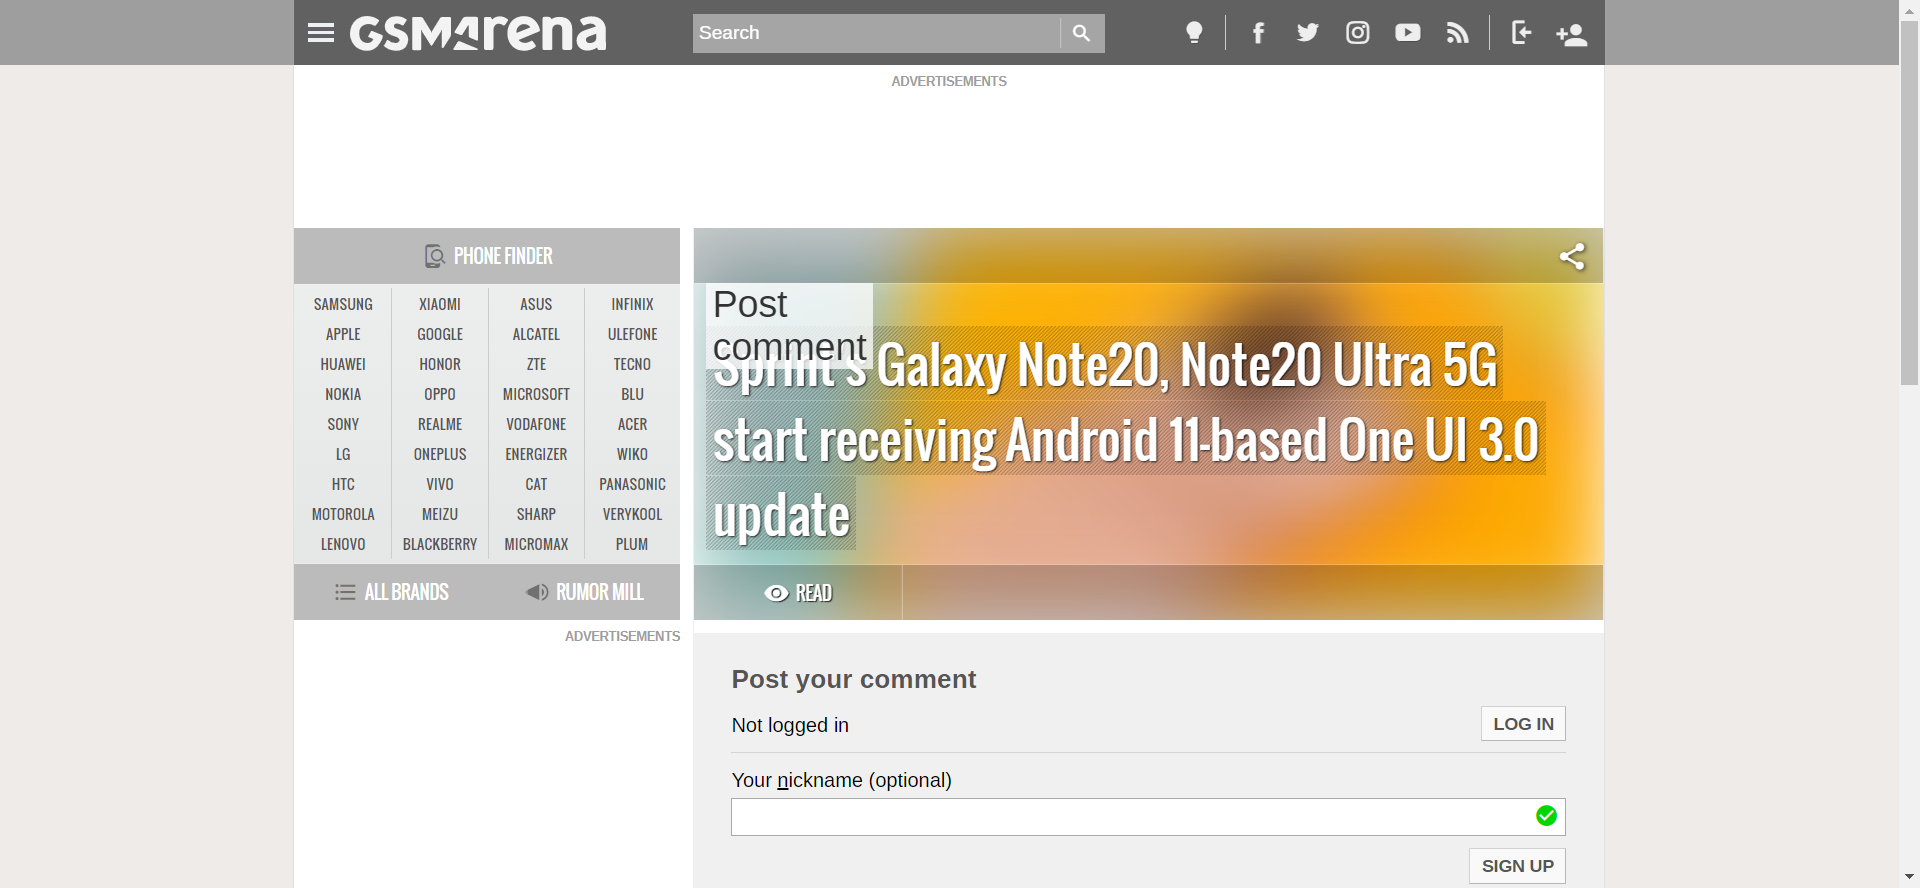 GSMArena
Search
ADVERTISEMENTS
PHONE FINDER
SAMSUNG XIAOMI ASUS INFINIX
APPLE GOOGLE ALCATEL ULEFONE
HUAWEI HONOR ZTE TECNO
NOKIA OPPO MICROSOFT BLU
SONY REALME VODAFONE ACER
LG ONEPLUS ENERGIZER WIKO
HTC VIVO CAT PANASONIC
MOTOROLA MEIZU SHARP VERYKOOL
LENOVO BLACKBERRY MICROMAX PLUM
ALL BRANDS RUMOR MILL
ADVERTISEMENTS
Post
comment
Sprint's Galaxy Note20, Note20 Ultra 5G
start receiving Android 11-based One UI 3.0
update
READ
Post your comment
Not logged in LOG IN
Your nickname (optional)
SIGN UP